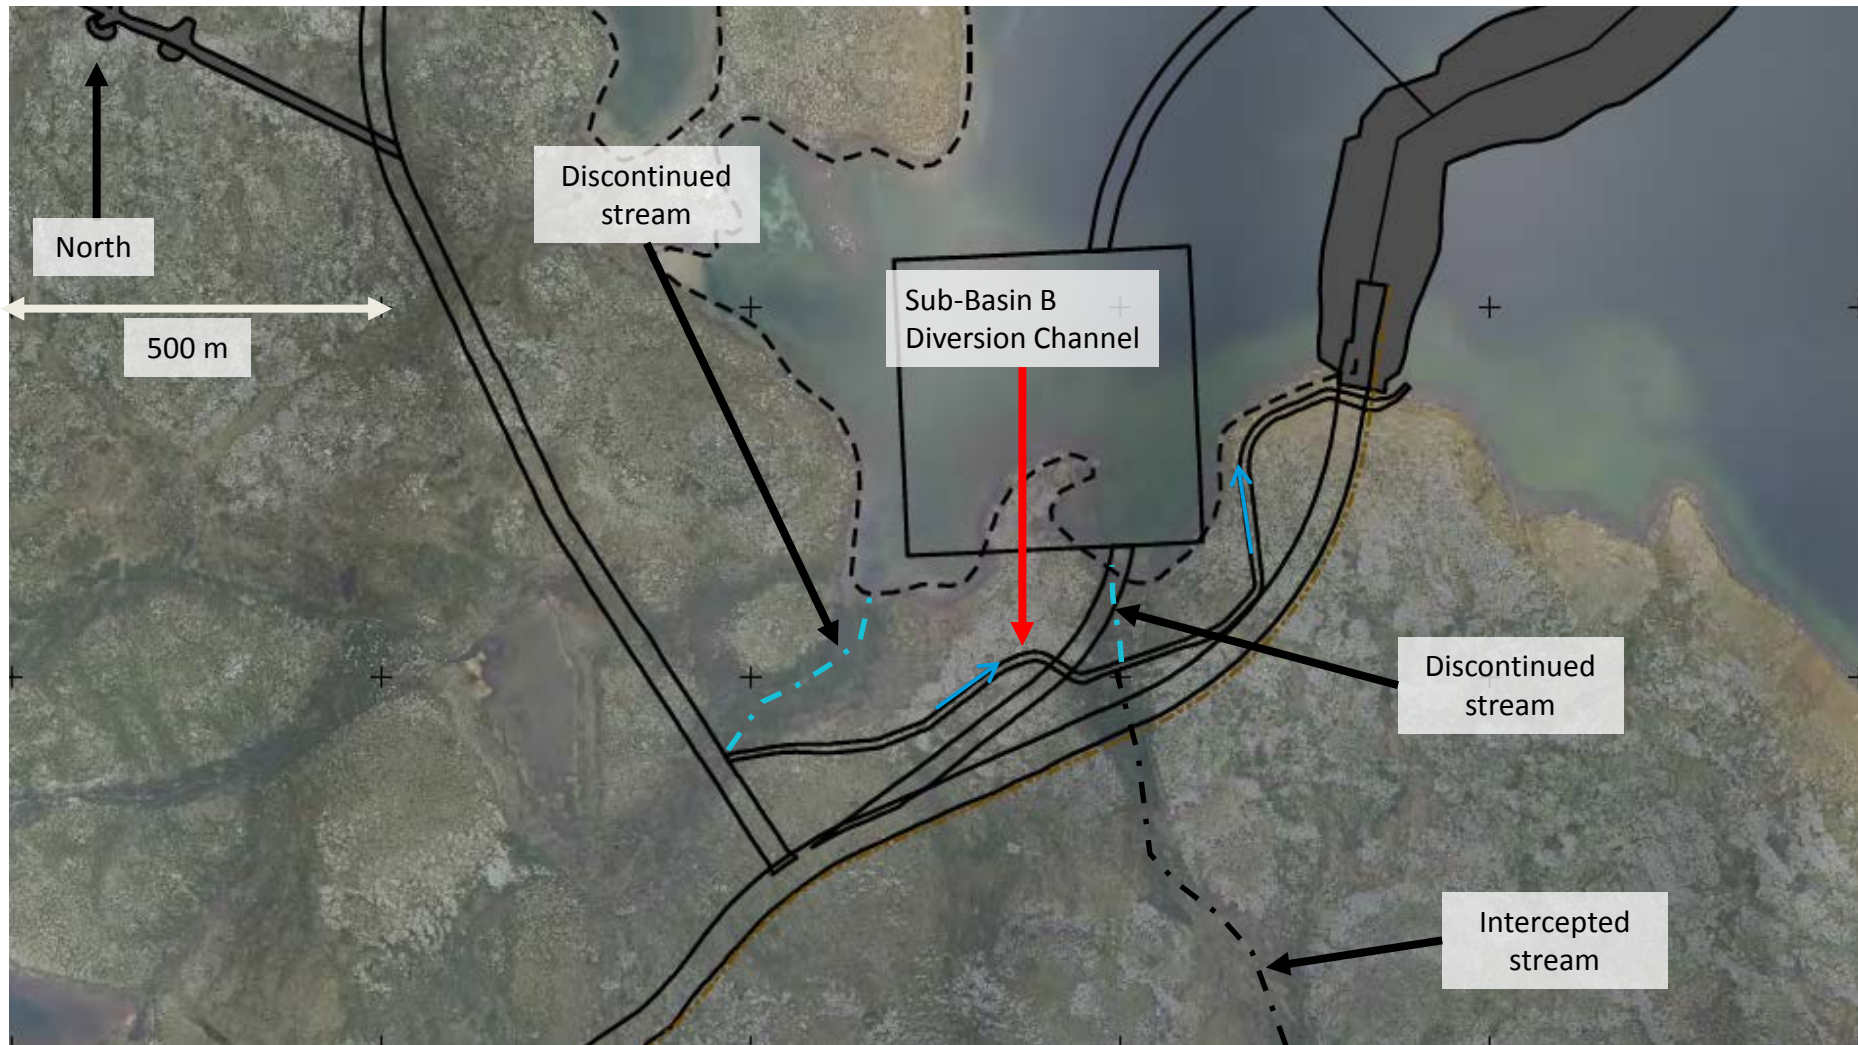 Discontinued
stream
North
Sub-Basin B
Diversion Channel
500 m
Discontinued
stream
Intercepted
stream